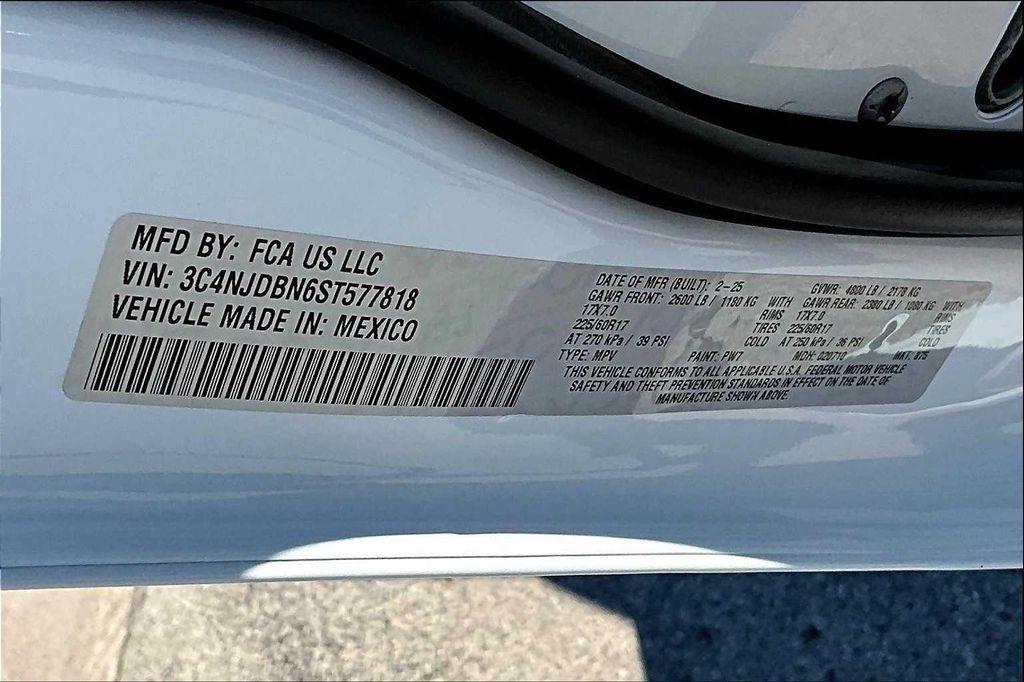 MFD BY: FCA US LLC
VIN: 3C4NJDBN6ST577818
VEHICLE MADE IN: MEXICO
DATE OF MFR (BUILT): 2-25 GVWR: 4800 LB / 2178 KG
GAWR FRONT: 2600 LB / 1180 KG WITH GAWR REAR: 2380 LB / 1080 KG WITH
17X7.0 RIMS 17X7.0 RIMS
225/60R17 TIRES 225/60R17 TIRES
AT 270 kPa / 39 PSI COLD AT 250 kPa / 36 PSI COLD
TYPE: MPV PAINT: PW7 MDH: 020710 MAT: 875
THIS VEHICLE CONFORMS TO ALL APPLICABLE U.S.A. FEDERAL MOTOR VEHICLE
SAFETY AND THEFT PREVENTION STANDARDS IN EFFECT ON THE DATE OF
MANUFACTURE SHOWN ABOVE.